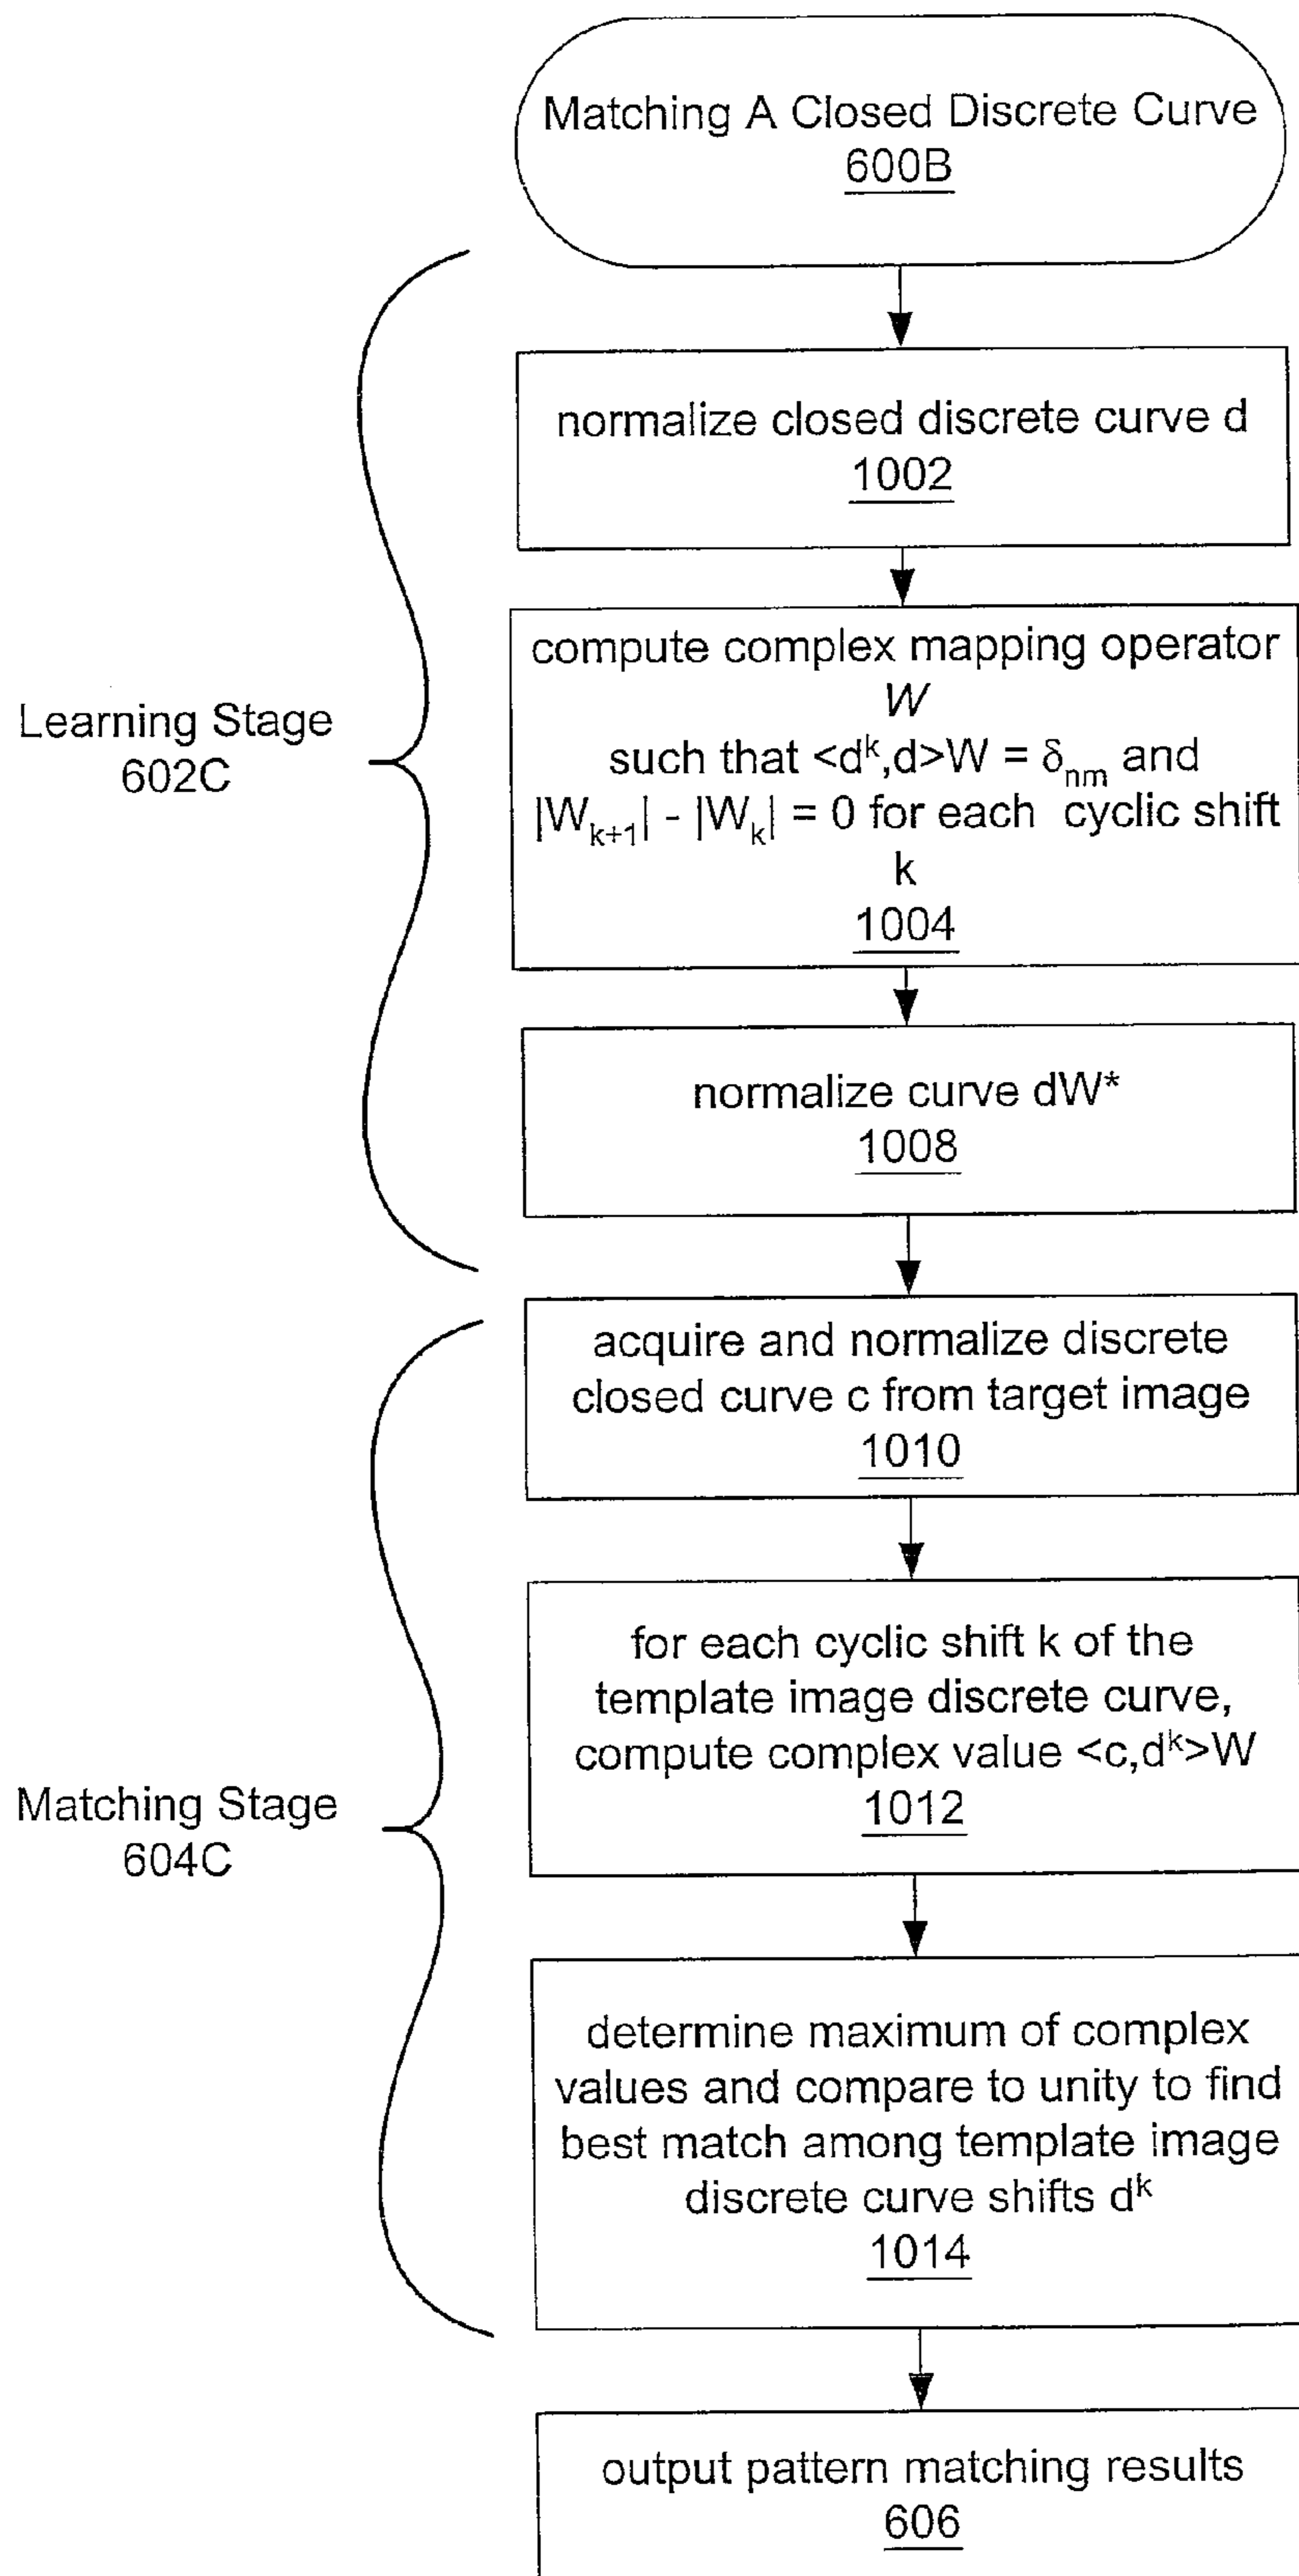 Matching A Closed Discrete Curve
600B
normalize closed discrete curve d
1002
compute complex mapping operator
W
such that <d^k,d>W = δ_nm and
|W_k+1| - |W_k| = 0 for each cyclic shift
k
1004
Learning Stage
602C
normalize curve dW*
1008
acquire and normalize discrete
closed curve c from target image
1010
for each cyclic shift k of the
template image discrete curve,
compute complex value <c,d^k>W
1012
Matching Stage
604C
determine maximum of complex
values and compare to unity to find
best match among template image
discrete curve shifts d^k
1014
output pattern matching results
606